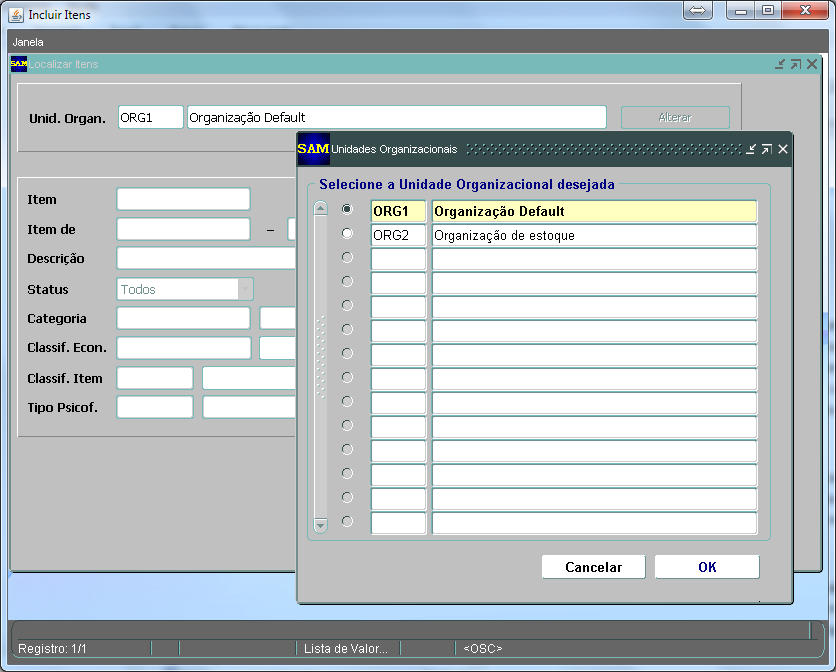 Incluir Itens
Janela
SAM Localizar Itens
Unid. Organ. ORG1 Organização Default Alterar
SAM Unidades Organizacionais
Selecione a Unidade Organizacional desejada
ORG1 Organização Default
ORG2 Organização de estoque
Item
Item de –
Descrição
Status Todos
Categoria
Classif. Econ.
Classif. Item
Tipo Psicof.
Cancelar OK
Registro: 1/1 Lista de Valor... <OSC>